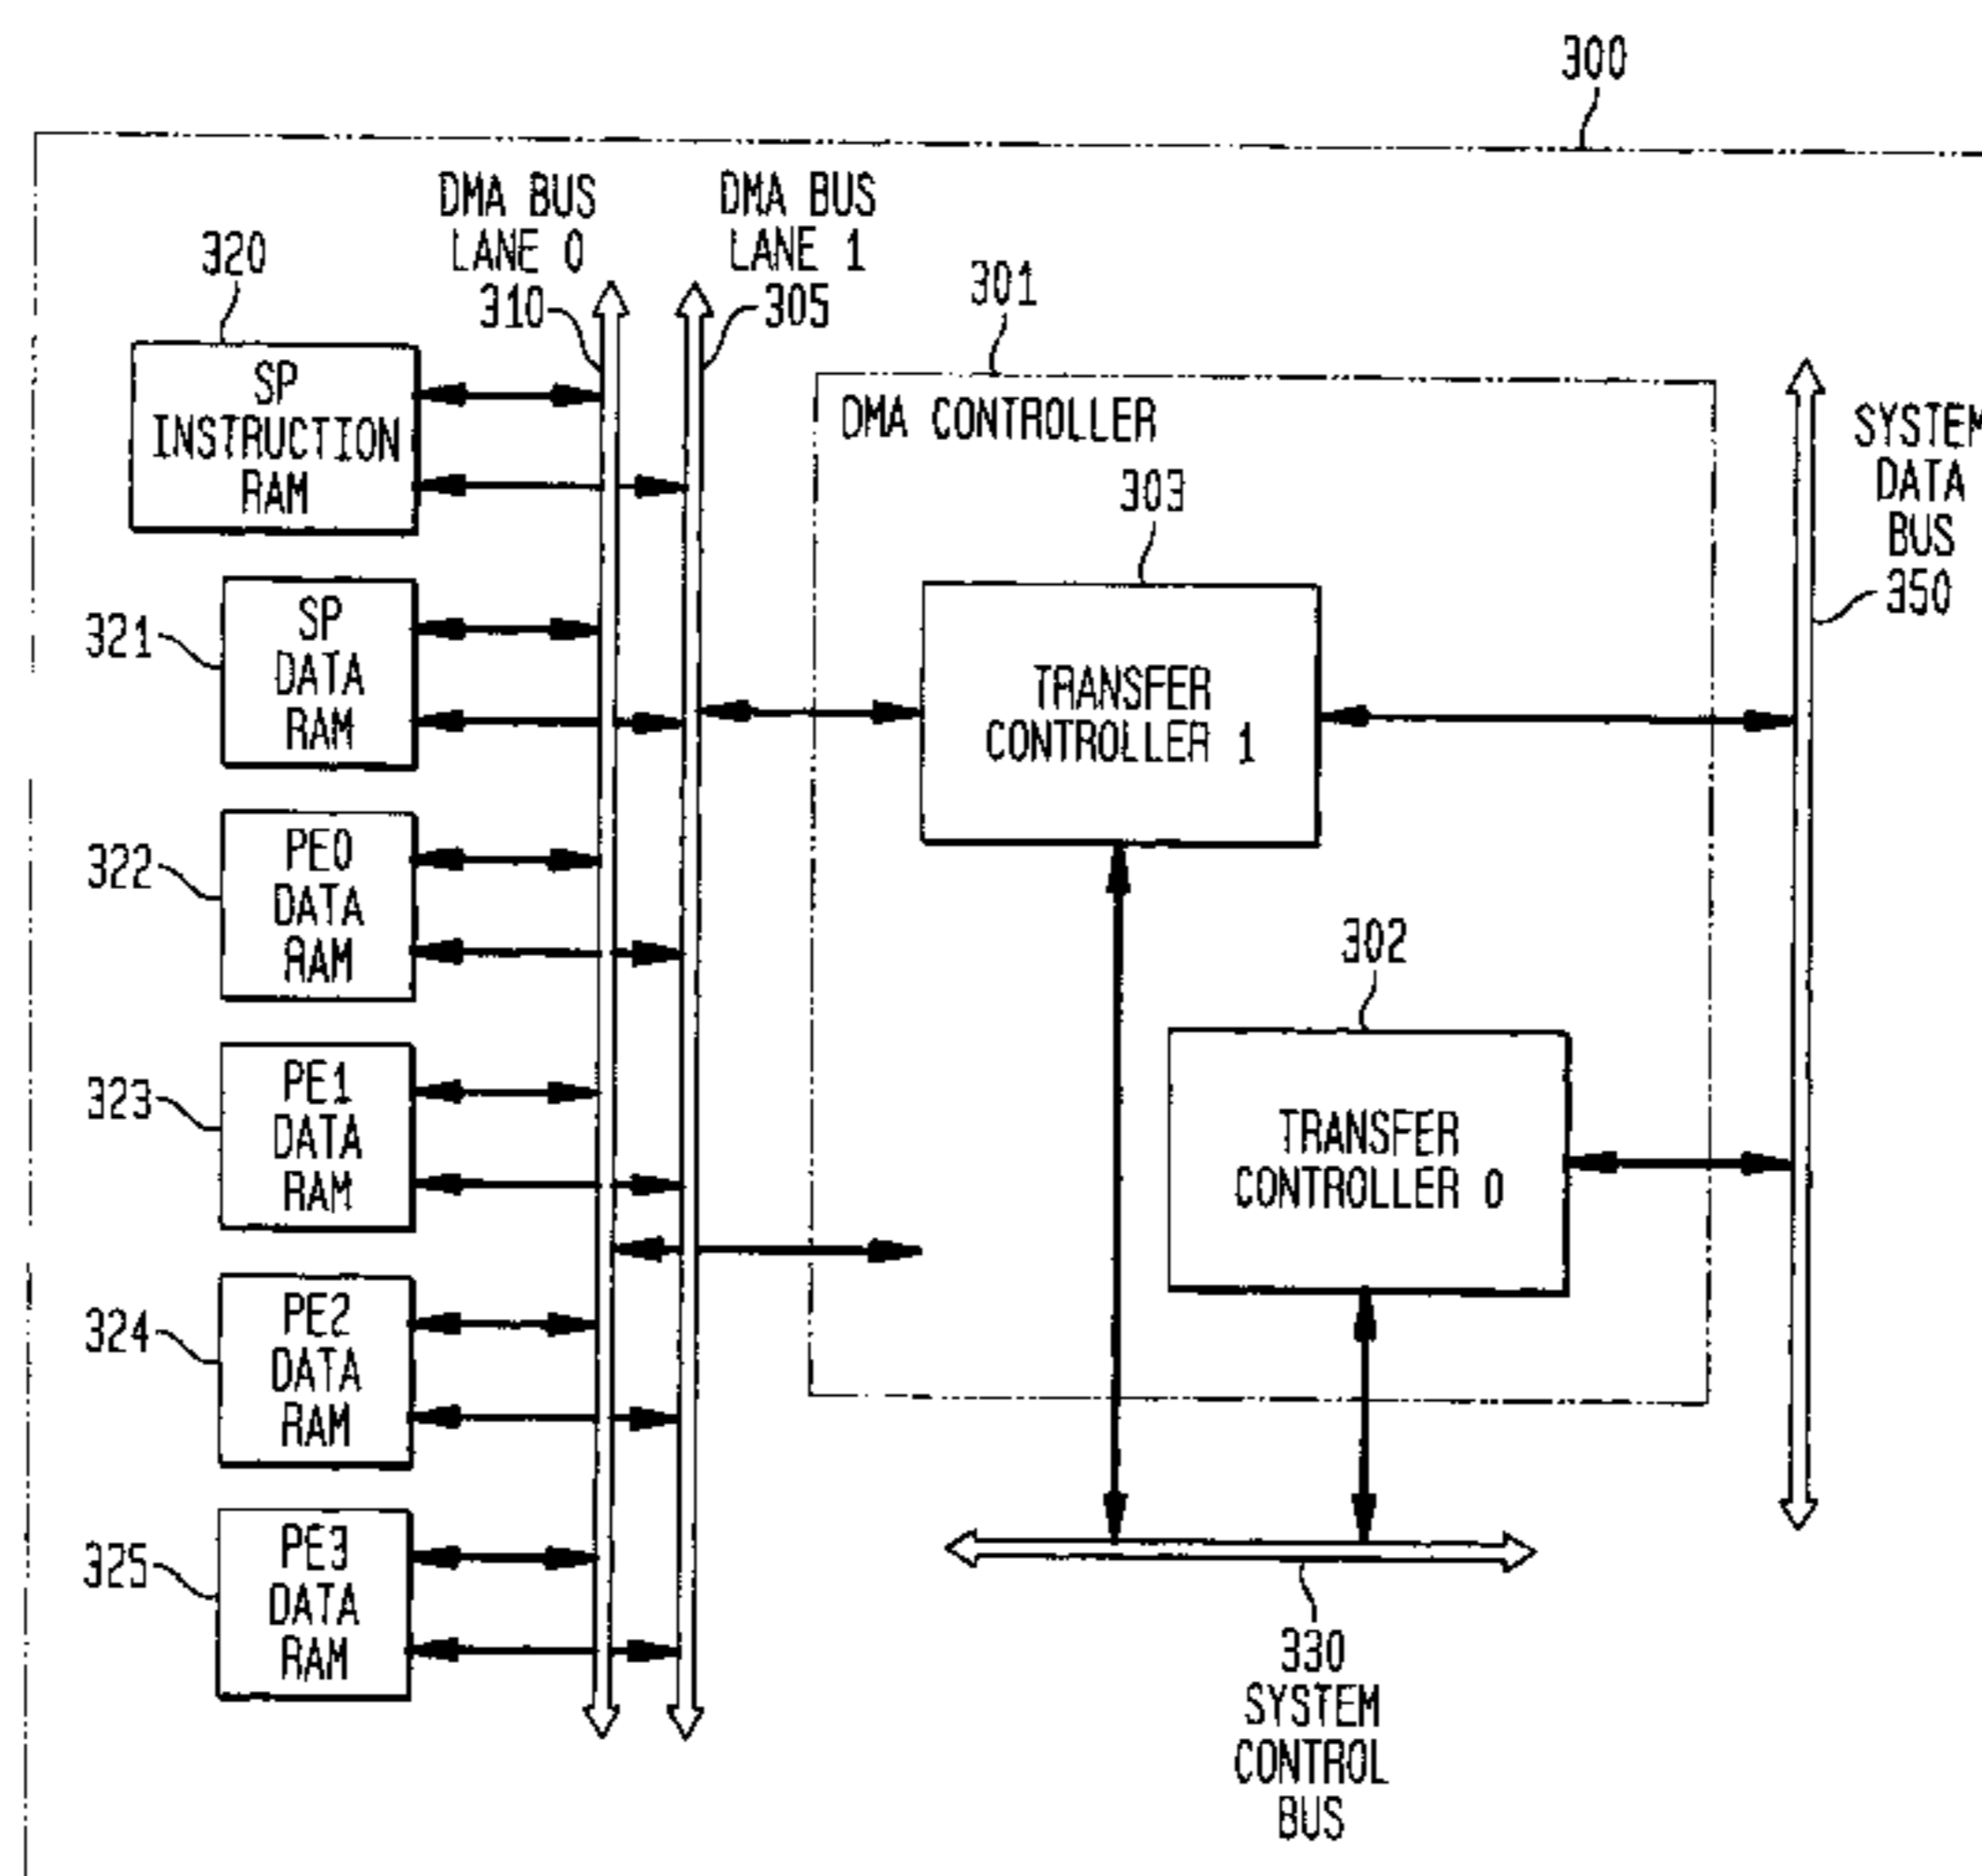 300
DMA BUS
LANE 0
310
DMA BUS
LANE 1
305
320
SP
INSTRUCTION
RAM
301
DMA CONTROLLER
303
TRANSFER
CONTROLLER 1
SYSTEM
DATA
BUS
350
321
SP
DATA
RAM
322
PE0
DATA
RAM
302
TRANSFER
CONTROLLER 0
323
PE1
DATA
RAM
324
PE2
DATA
RAM
325
PE3
DATA
RAM
330
SYSTEM
CONTROL
BUS